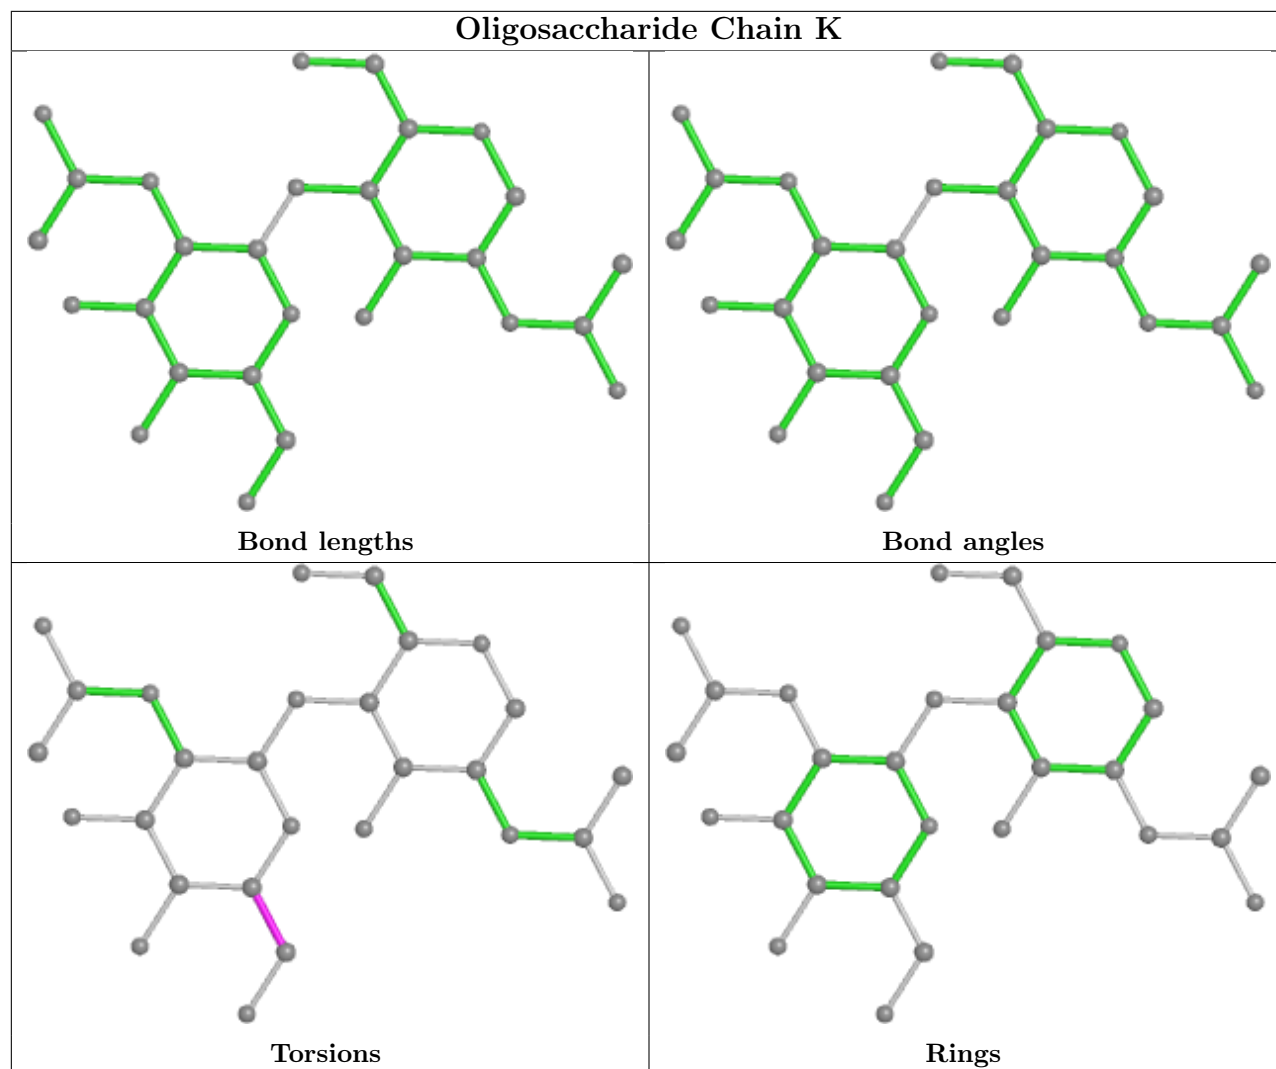 Oligosaccharide Chain K
Bond lengths
Bond angles
Torsions
Rings